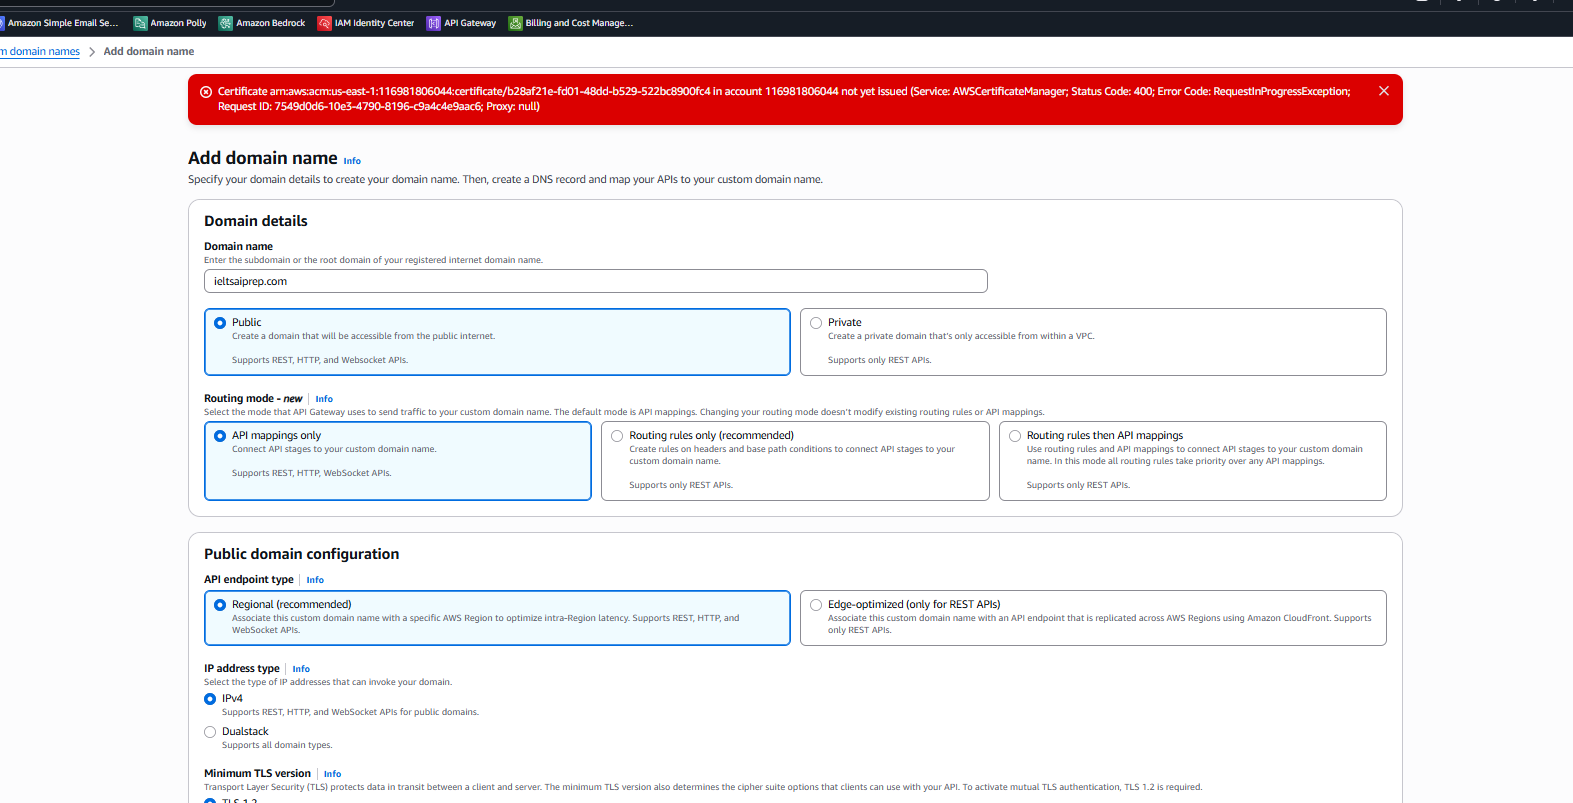 Amazon Simple Email Se... Amazon Polly Amazon Bedrock IAM Identity Center API Gateway Billing and Cost Manage...
m domain names > Add domain name
Certificate arn:aws:acm:us-east-1:116981806044:certificate/b28af21e-fd01-48dd-b529-522bc8900fc4 in account 116981806044 not yet issued (Service: AWSCertificateManager; Status Code: 400; Error Code: RequestInProgressException;
Request ID: 7549d0d6-10e3-4790-8196-c9a4c4e9aac6; Proxy: null)
Add domain name Info
Specify your domain details to create your domain name. Then, create a DNS record and map your APIs to your custom domain name.
Domain details
Domain name
Enter the subdomain or the root domain of your registered internet domain name.
ieltsaiprep.com
Public
Create a domain that will be accessible from the public internet.
Supports REST, HTTP, and Websocket APIs.
Private
Create a private domain that's only accessible from within a VPC.
Supports only REST APIs.
Routing mode - new Info
Select the mode that API Gateway uses to send traffic to your custom domain name. The default mode is API mappings. Changing your routing mode doesn't modify existing routing rules or API mappings.
API mappings only
Connect API stages to your custom domain name.
Supports REST, HTTP, WebSocket APIs.
Routing rules only (recommended)
Create rules on headers and base path conditions to connect API stages to your
custom domain name.
Supports only REST APIs.
Routing rules then API mappings
Use routing rules and API mappings to connect API stages to your custom domain
name. In this mode all routing rules take priority over any API mappings.
Supports only REST APIs.
Public domain configuration
API endpoint type Info
Regional (recommended)
Associate this custom domain name with a specific AWS Region to optimize intra-Region latency. Supports REST, HTTP, and
WebSocket APIs.
Edge-optimized (only for REST APIs)
Associate this custom domain name with an API endpoint that is replicated across AWS Regions using Amazon CloudFront. Supports
only REST APIs.
IP address type Info
Select the type of IP addresses that can invoke your domain.
IPv4
Supports REST, HTTP, and WebSocket APIs for public domains.
Dualstack
Supports all domain types.
Minimum TLS version Info
Transport Layer Security (TLS) protects data in transit between a client and server. The minimum TLS version also determines the cipher suite options that clients can use with your API. To activate mutual TLS authentication, TLS 1.2 is required.
TLS 1.2